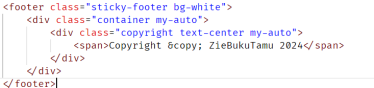 <footer class="sticky-footer bg-white">
    <div class="container my-auto">
        <div class="copyright text-center my-auto">
            <span>Copyright &copy; ZieBukuTamu 2024</span>
        </div>
    </div>
</footer>